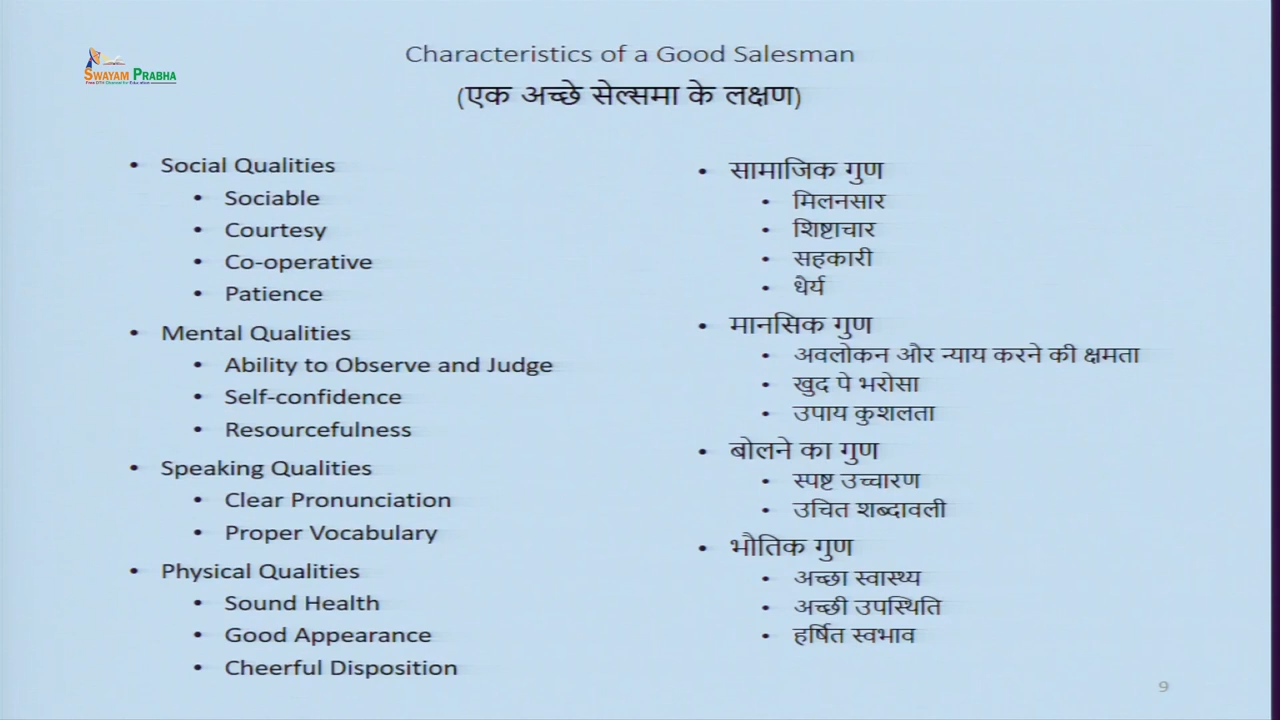 SWAYAM PRABHA
Characteristics of a Good Salesman
(एक अच्छे सेल्समा के लक्षण)
• Social Qualities
• Sociable
• Courtesy
• Co-operative
• Patience
• Mental Qualities
• Ability to Observe and Judge
• Self-confidence
• Resourcefulness
• Speaking Qualities
• Clear Pronunciation
• Proper Vocabulary
• Physical Qualities
• Sound Health
• Good Appearance
• Cheerful Disposition
• सामाजिक गुण
• मिलनसार
• शिष्टाचार
• सहकारी
• धैर्य
• मानसिक गुण
• अवलोकन और न्याय करने की क्षमता
• खुद पे भरोसा
• उपाय कुशलता
• बोलने का गुण
• स्पष्ट उच्चारण
• उचित शब्दावली
• भौतिक गुण
• अच्छा स्वास्थ्य
• अच्छी उपस्थिति
• हर्षित स्वभाव
9